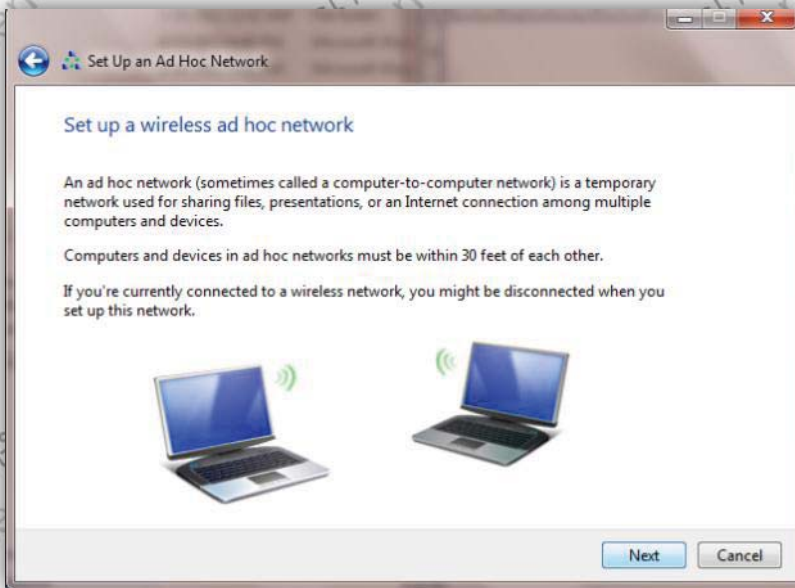 Set Up an Ad Hoc Network
Set up a wireless ad hoc network
An ad hoc network (sometimes called a computer-to-computer network) is a temporary
network used for sharing files, presentations, or an Internet connection among multiple
computers and devices.
Computers and devices in ad hoc networks must be within 30 feet of each other.
If you're currently connected to a wireless network, you might be disconnected when you
set up this network.
Next
Cancel